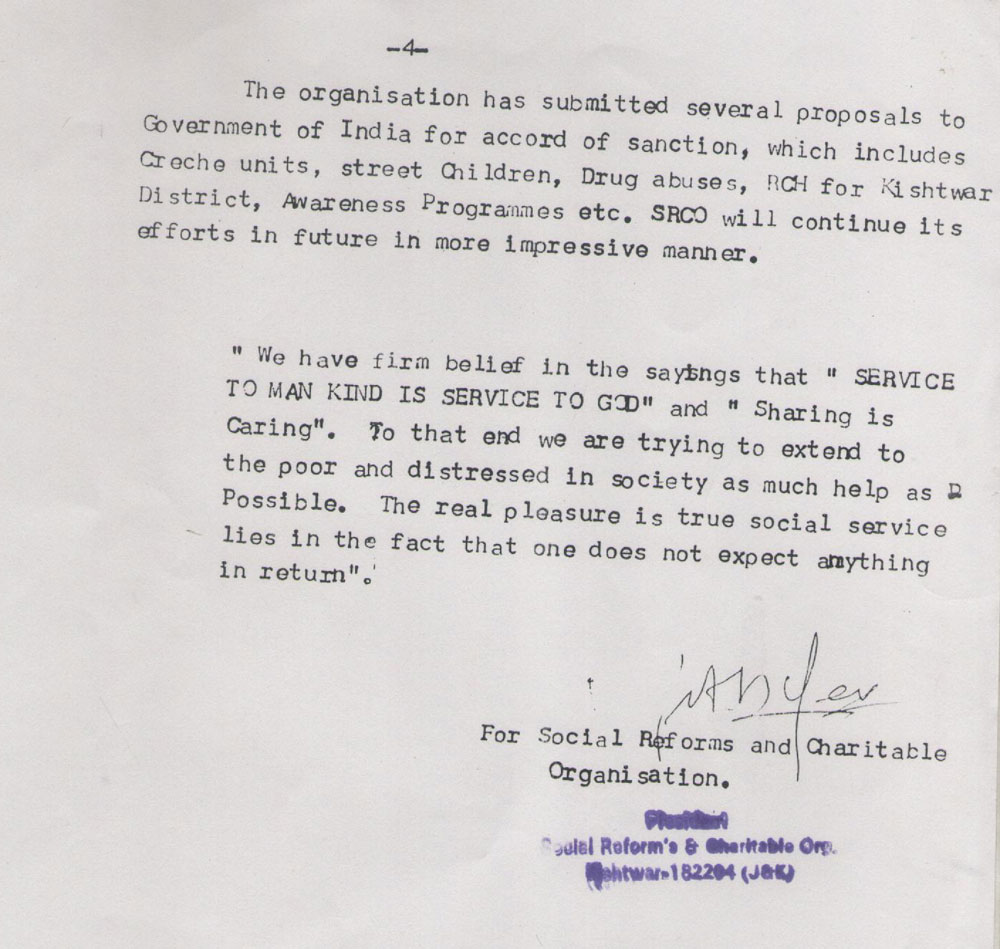 -4-
The organisation has submitted several proposals to
Government of India for accord of sanction, which includes
Creche units, street Children, Drug abuses, RCH for Kishtwar
District, Awareness Programmes etc. SRCO will continue its
efforts in future in more impressive manner.
" We have firm belief in the sayings that " SERVICE
TO MAN KIND IS SERVICE TO GOD" and " Sharing is
Caring". To that end we are trying to extend to
the poor and distressed in society as much help as
Possible. The real pleasure is true social service
lies in the fact that one does not expect anything
in return".
For Social Reforms and Charitable
Organisation.
President
Social Reform's & Charitable Org.
Kishtwar-182204 (J&K)